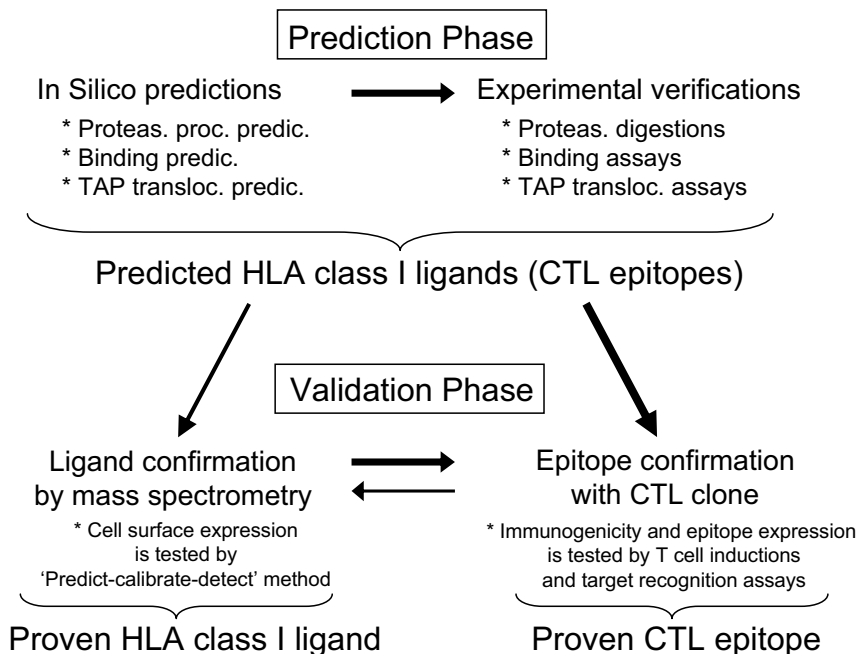 Prediction Phase
In Silico predictions
* Proteas. proc. predic.
* Binding predic.
* TAP transloc. predic.
Experimental verifications
* Proteas. digestions
* Binding assays
* TAP transloc. assays
Predicted HLA class I ligands (CTL epitopes)
Validation Phase
Ligand confirmation
by mass spectrometry
* Cell surface expression
is tested by
‘Predict-calibrate-detect’ method
Proven HLA class I ligand
Epitope confirmation
with CTL clone
* Immunogenicity and epitope expression
is tested by T cell inductions
and target recognition assays
Proven CTL epitope